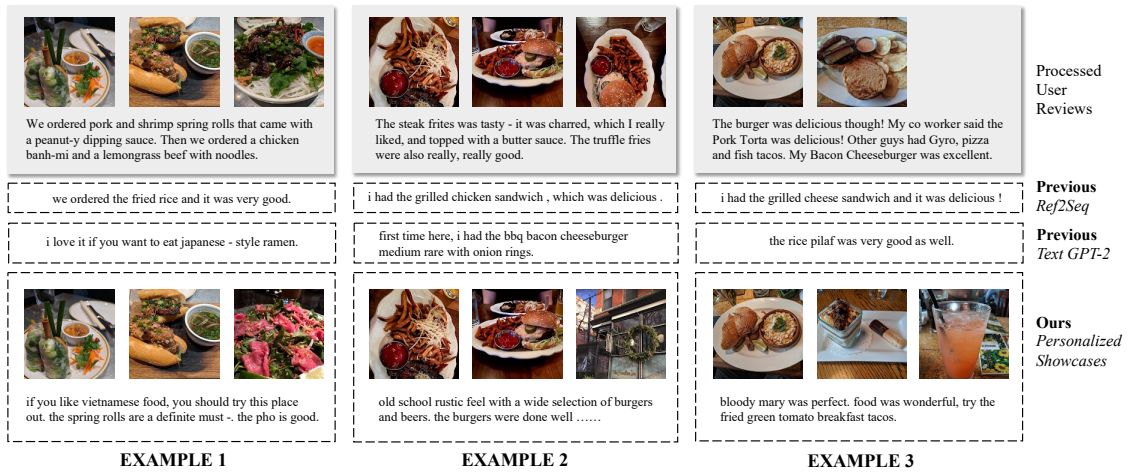 We ordered pork and shrimp spring rolls that came with
a peanut-y dipping sauce. Then we ordered a chicken
banh-mi and a lemongrass beef with noodles.
The steak frites was tasty - it was charred, which I really
liked, and topped with a butter sauce. The truffle fries
were also really, really good.
The burger was delicious though! My co worker said the
Pork Torta was delicious! Other guys had Gyro, pizza
and fish tacos. My Bacon Cheeseburger was excellent.
Processed
User
Reviews
we ordered the fried rice and it was very good.
i had the grilled chicken sandwich , which was delicious .
i had the grilled cheese sandwich and it was delicious !
Previous
Ref2Seq
i love it if you want to eat japanese - style ramen.
first time here, i had the bbq bacon cheeseburger
medium rare with onion rings.
the rice pilaf was very good as well.
Previous
Text GPT-2
if you like vietnamese food, you should try this place
out. the spring rolls are a definite must -. the pho is good.
old school rustic feel with a wide selection of burgers
and beers. the burgers were done well ……
bloody mary was perfect. food was wonderful, try the
fried green tomato breakfast tacos.
Ours
Personalized
Showcases
EXAMPLE 1
EXAMPLE 2
EXAMPLE 3